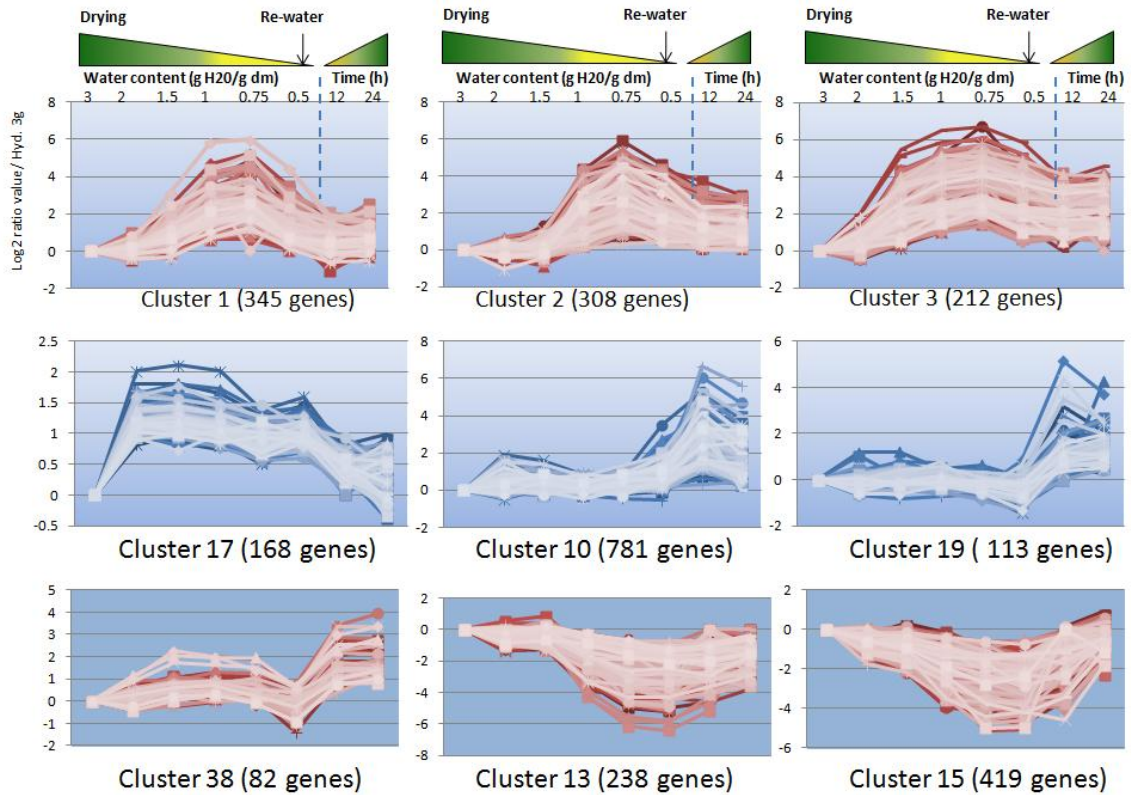 Drying Re-water
Water content (g H20/g dm) Time (h)
3 2 1.5 1 0.75 0.5 12 24
Drying Re-water
Water content (g H20/g dm) Time (h)
3 2 1.5 1 0.75 0.5 12 24
Drying Re-water
Water content (g H20/g dm) Time (h)
3 2 1.5 1 0.75 0.5 12 24
Log2 ratio value/ Hyd. 3g
8
6
4
2
0
-2
8
6
4
2
0
-2
8
6
4
2
0
-2
Cluster 1 (345 genes)
Cluster 2 (308 genes)
Cluster 3 (212 genes)
2.5
2
1.5
1
0.5
0
-0.5
8
6
4
2
0
-2
6
4
2
0
-2
Cluster 17 (168 genes)
Cluster 10 (781 genes)
Cluster 19 ( 113 genes)
5
4
3
2
1
0
-1
-2
2
0
-2
-4
-6
-8
2
0
-2
-4
-6
Cluster 38 (82 genes)
Cluster 13 (238 genes)
Cluster 15 (419 genes)